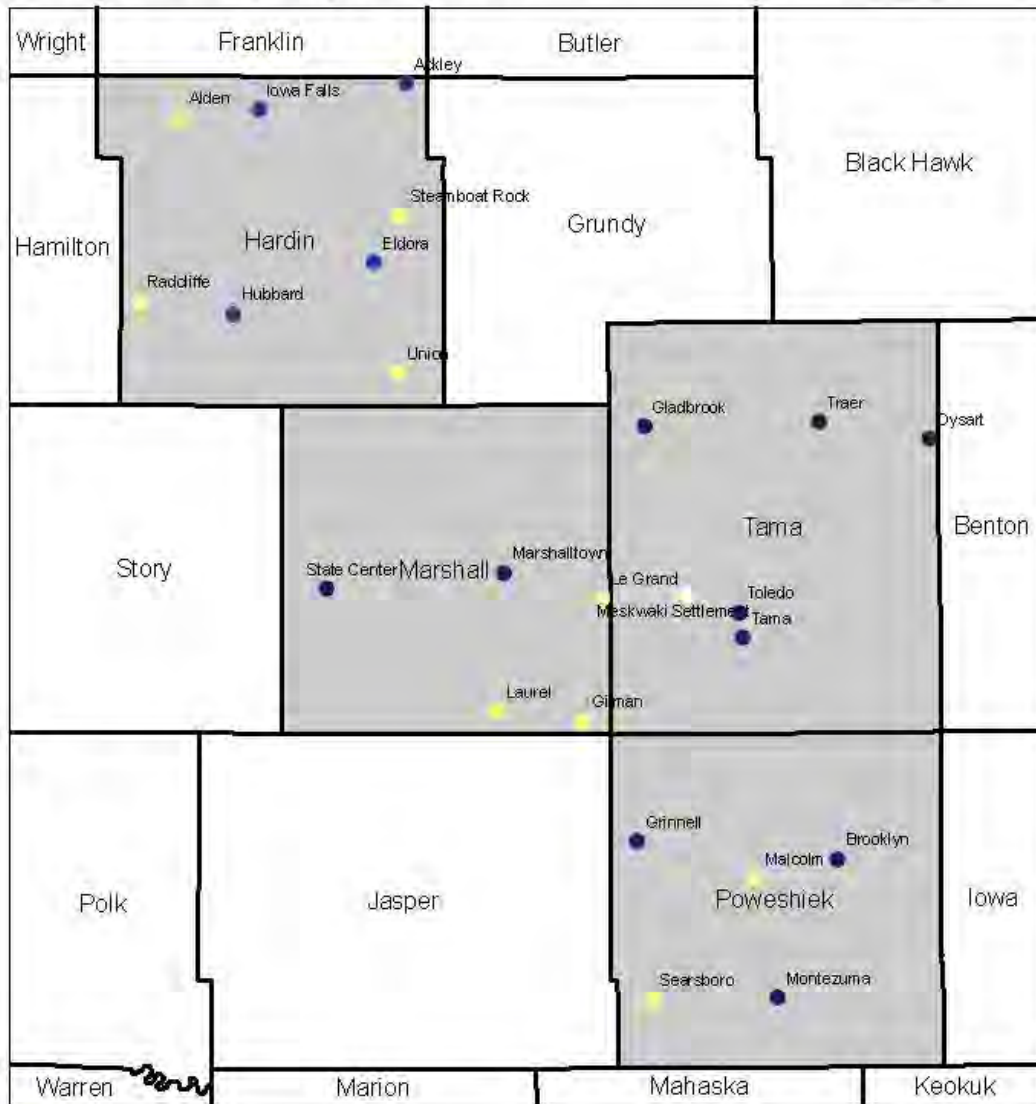 Wright
Franklin
Butler
Ackley
Alden
Iowa Falls
Black Hawk
Steamboat Rock
Grundy
Hamilton
Hardin
Eldora
Radcliffe
Hubbard
Union
Gladbrook
Traer
Dysart
Tama
Benton
Story
State Center
Marshall
Marshalltown
Le Grand
Meskwaki Settlement
Toledo
Tama
Laurel
Gilman
Grinnell
Malcolm
Brooklyn
Polk
Jasper
Poweshiek
Iowa
Searsboro
Montezuma
Warren
Marion
Mahaska
Keokuk